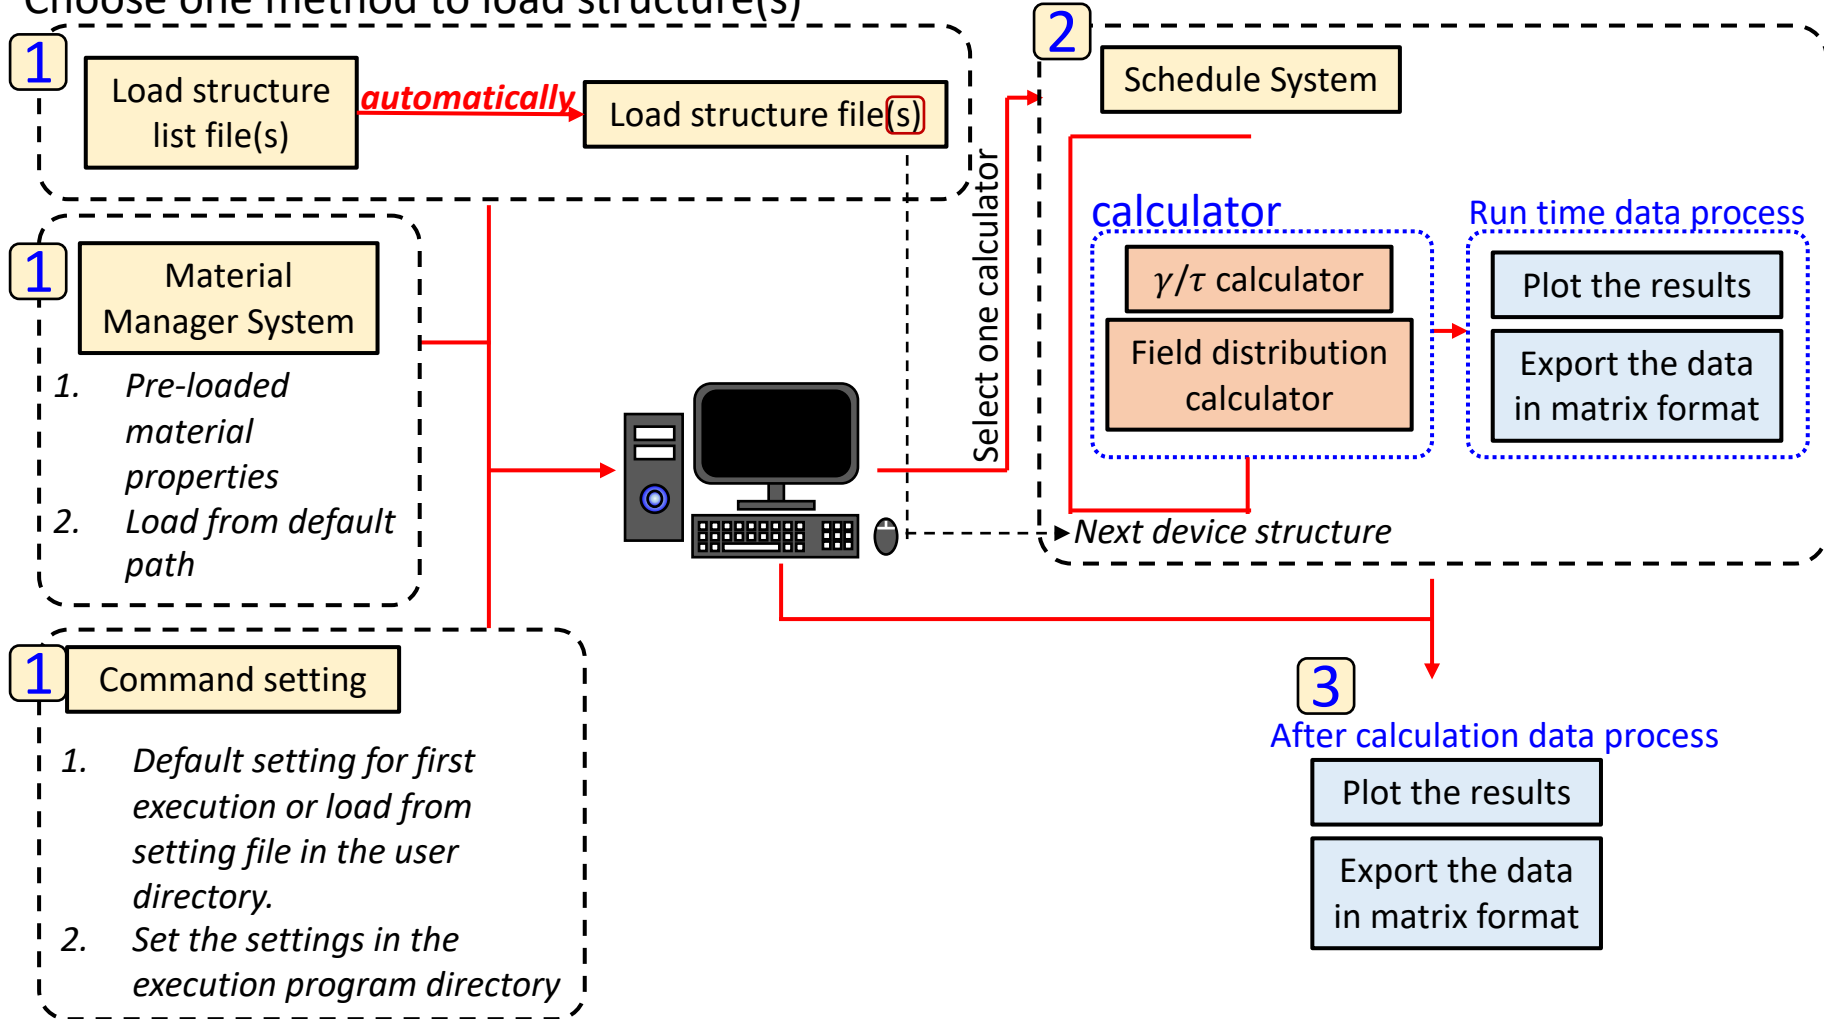 Choose one method to load structure(s)
1
Load structure
list file(s)
automatically
Load structure file(s)
1
Material
Manager System
1. Pre-loaded
material
properties
2. Load from default
path
1
Command setting
1. Default setting for first
execution or load from
setting file in the user
directory.
2. Set the settings in the
execution program directory
Select one calculator
2
Schedule System
calculator
γ/τ calculator
Field distribution
calculator
Run time data process
Plot the results
Export the data
in matrix format
Next device structure
3
After calculation data process
Plot the results
Export the data
in matrix format